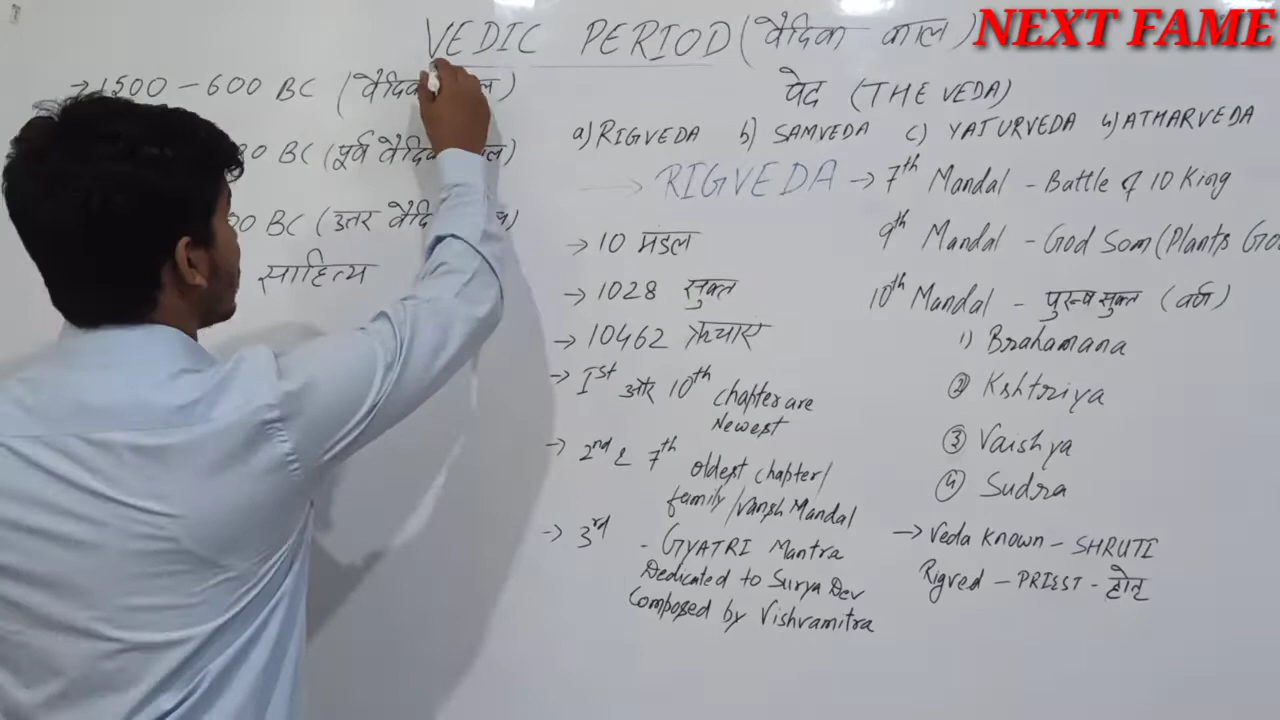 VEDIC PERIOD (वैदिक काल)
NEXT FAME
→ 1500 - 600 BC (वैदिक
BC (पूर्व वैदिक
BC (उत्तर
साहित्य
वेद (THE VEDA)
a) RIGVEDA b) SAMVEDA c) YAJURVEDA 4) ATHARVEDA
→ RIGVEDA
→ 10 मंडल
→ 1028 सुक्त
→ 10462 ऋचाएं
→ Ist और 10th chapter are
Newest
→ 2nd & 7th oldest chapter/
family/Vansh Mandal
→ 3rd - GYATRI Mantra
Dedicated to Surya Dev
Composed by Vishvamitra
→ 7th Mandal - Battle of 10 King
9th Mandal - God Som (Plants
10th Mandal - पुरुष सुक्त (वर्ण)
1) Brahamana
② Kshtriya
③ Vaishya
④ Sudra
→ Veda Known - SHRUTI
Rigved - PRIEST - होतृ